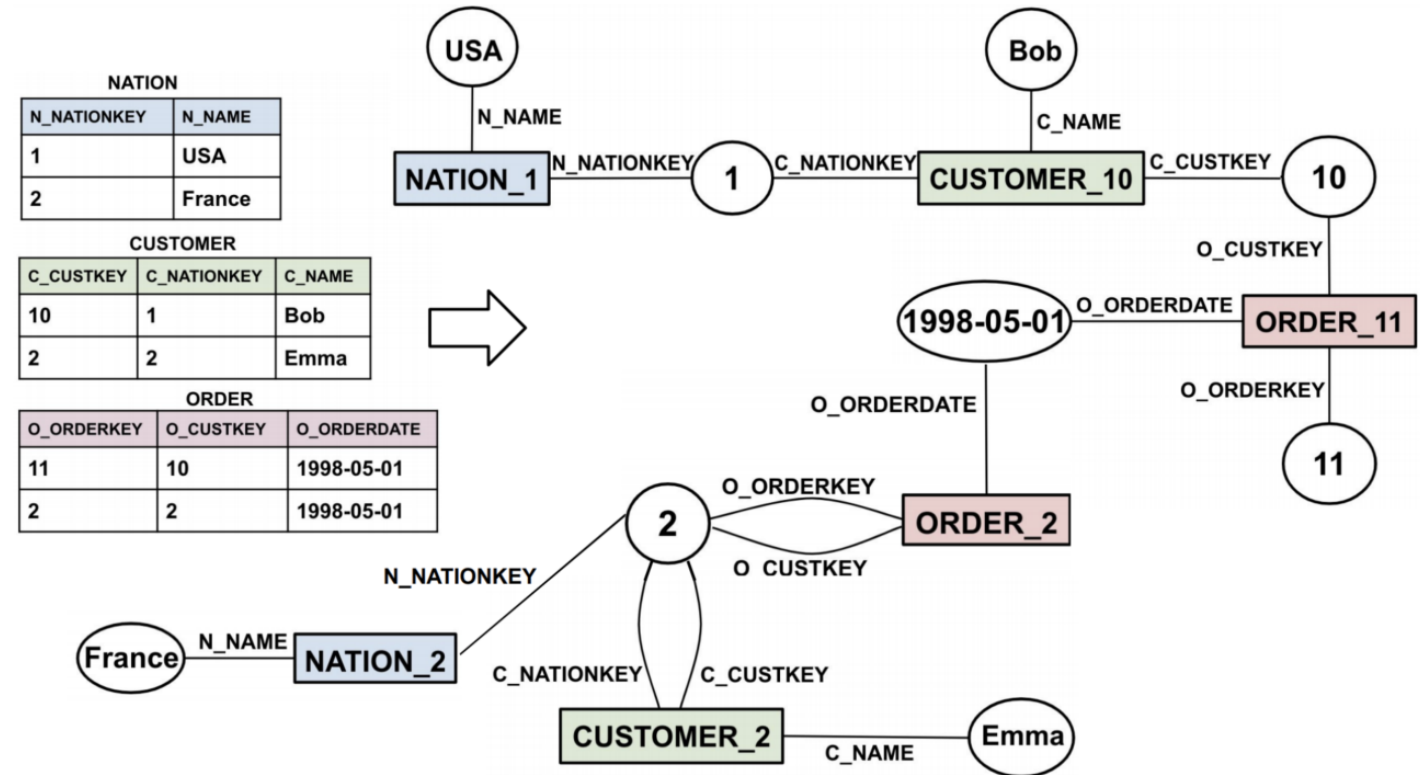 NATION
N_NATIONKEY N_NAME
1 USA
2 France
CUSTOMER
C_CUSTKEY C_NATIONKEY C_NAME
10 1 Bob
2 2 Emma
ORDER
O_ORDERKEY O_CUSTKEY O_ORDERDATE
11 10 1998-05-01
2 2 1998-05-01
USA
N_NAME
NATION_1
N_NATIONKEY
1
C_NATIONKEY
CUSTOMER_10
C_NAME
Bob
C_CUSTKEY
10
O_CUSTKEY
ORDER_11
O_ORDERDATE
1998-05-01
O_ORDERKEY
11
O_ORDERDATE
ORDER_2
O_ORDERKEY
O_CUSTKEY
2
N_NATIONKEY
NATION_2
N_NAME
France
C_NATIONKEY
C_CUSTKEY
CUSTOMER_2
C_NAME
Emma